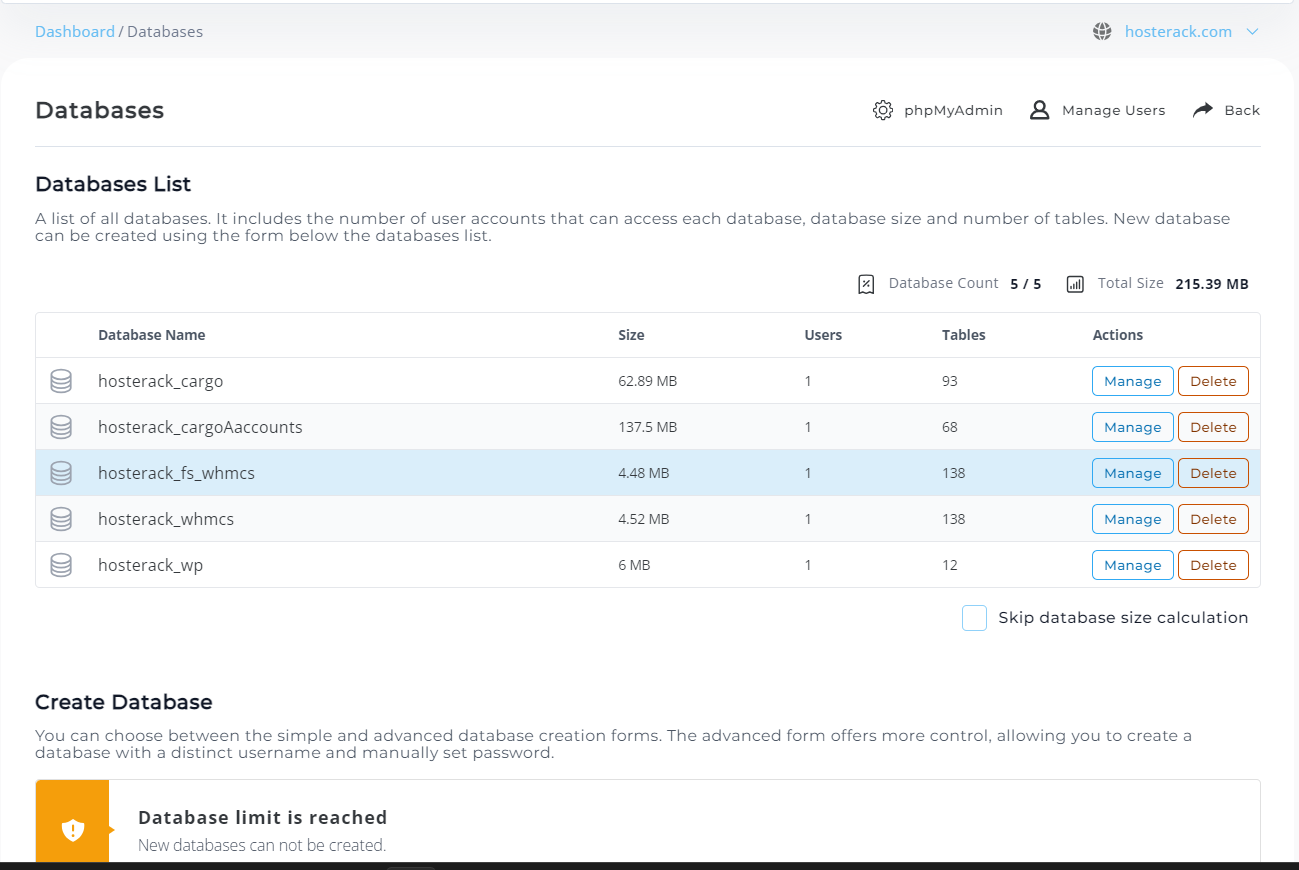 Dashboard / Databases
hosterack.com
Databases
phpMyAdmin
Manage Users
Back
Databases List
A list of all databases. It includes the number of user accounts that can access each database, database size and number of tables. New database
can be created using the form below the databases list.
Database Count 5 / 5 Total Size 215.39 MB
Database Name Size Users Tables Actions
hosterack_cargo 62.89 MB 1 93 Manage Delete
hosterack_cargoAaccounts 137.5 MB 1 68 Manage Delete
hosterack_fs_whmcs 4.48 MB 1 138 Manage Delete
hosterack_whmcs 4.52 MB 1 138 Manage Delete
hosterack_wp 6 MB 1 12 Manage Delete
Skip database size calculation
Create Database
You can choose between the simple and advanced database creation forms. The advanced form offers more control, allowing you to create a
database with a distinct username and manually set password.
Database limit is reached
New databases can not be created.